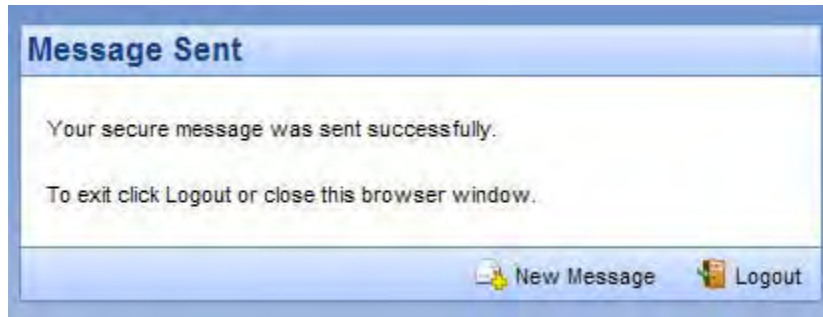 Message Sent
Your secure message was sent successfully.
To exit click Logout or close this browser window.
New Message Logout